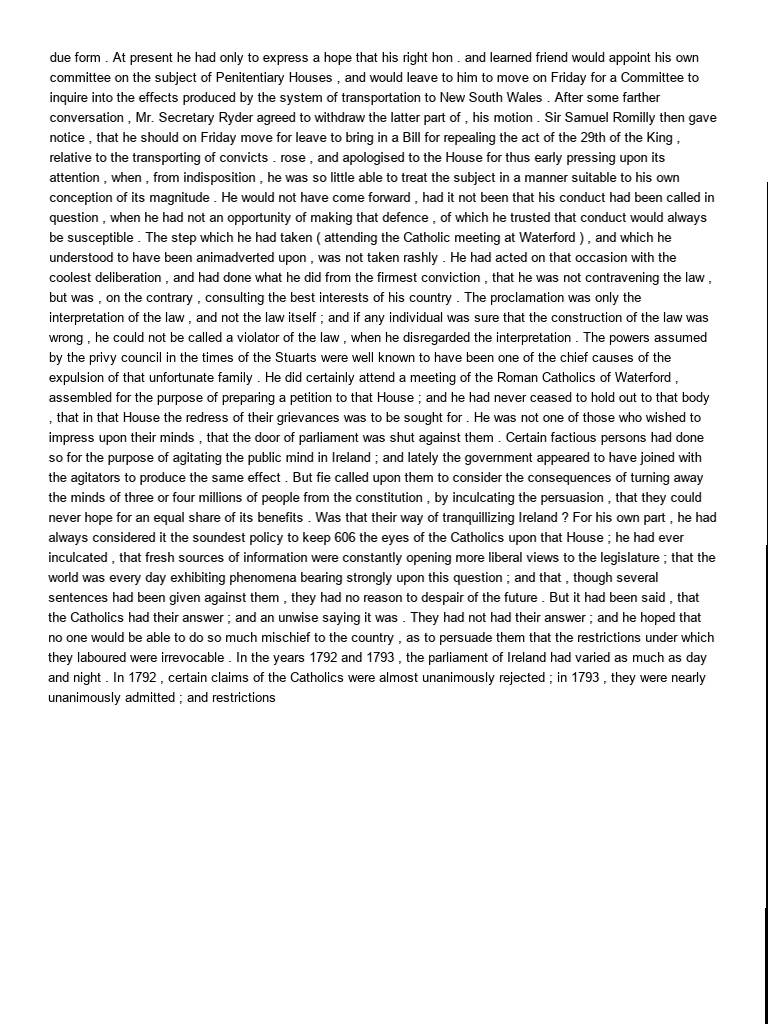 due form . At present he had only to express a hope that his right hon . and learned friend would appoint his own
committee on the subject of Penitentiary Houses , and would leave to him to move on Friday for a Committee to
inquire into the effects produced by the system of transportation to New South Wales . After some farther
conversation , Mr. Secretary Ryder agreed to withdraw the latter part of , his motion . Sir Samuel Romilly then gave
notice , that he should on Friday move for leave to bring in a Bill for repealing the act of the 29th of the King ,
relative to the transporting of convicts . rose , and apologised to the House for thus early pressing upon its
attention , when , from indisposition , he was so little able to treat the subject in a manner suitable to his own
conception of its magnitude . He would not have come forward , had it not been that his conduct had been called in
question , when he had not an opportunity of making that defence , of which he trusted that conduct would always
be susceptible . The step which he had taken ( attending the Catholic meeting at Waterford ) , and which he
understood to have been animadverted upon , was not taken rashly . He had acted on that occasion with the
coolest deliberation , and had done what he did from the firmest conviction , that he was not contravening the law ,
but was , on the contrary , consulting the best interests of his country . The proclamation was only the
interpretation of the law , and not the law itself ; and if any individual was sure that the construction of the law was
wrong , he could not be called a violator of the law , when he disregarded the interpretation . The powers assumed
by the privy council in the times of the Stuarts were well known to have been one of the chief causes of the
expulsion of that unfortunate family . He did certainly attend a meeting of the Roman Catholics of Waterford ,
assembled for the purpose of preparing a petition to that House ; and he had never ceased to hold out to that body
, that in that House the redress of their grievances was to be sought for . He was not one of those who wished to
impress upon their minds , that the door of parliament was shut against them . Certain factious persons had done
so for the purpose of agitating the public mind in Ireland ; and lately the government appeared to have joined with
the agitators to produce the same effect . But fie called upon them to consider the consequences of turning away
the minds of three or four millions of people from the constitution , by inculcating the persuasion , that they could
never hope for an equal share of its benefits . Was that their way of tranquillizing Ireland ? For his own part , he had
always considered it the soundest policy to keep 606 the eyes of the Catholics upon that House ; he had ever
inculcated , that fresh sources of information were constantly opening more liberal views to the legislature ; that the
world was every day exhibiting phenomena bearing strongly upon this question ; and that , though several
sentences had been given against them , they had no reason to despair of the future . But it had been said , that
the Catholics had their answer ; and an unwise saying it was . They had not had their answer ; and he hoped that
no one would be able to do so much mischief to the country , as to persuade them that the restrictions under which
they laboured were irrevocable . In the years 1792 and 1793 , the parliament of Ireland had varied as much as day
and night . In 1792 , certain claims of the Catholics were almost unanimously rejected ; in 1793 , they were nearly
unanimously admitted ; and restrictions